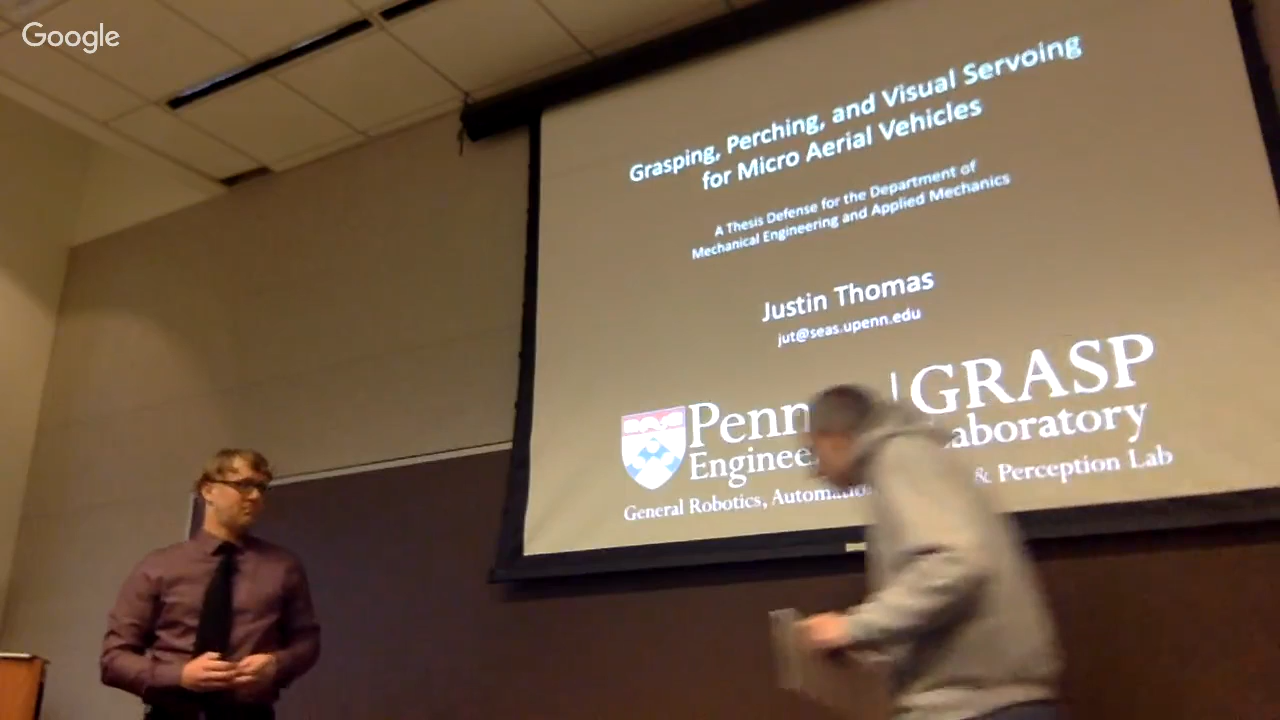 Google
Grasping, Perching, and Visual Servoing
for Micro Aerial Vehicles
A Thesis Defense for the Department of
Mechanical Engineering and Applied Mechanics
Justin Thomas
jut@seas.upenn.edu
Penn | GRASP
Enginee aboratory
General Robotics, Automatio & Perception Lab